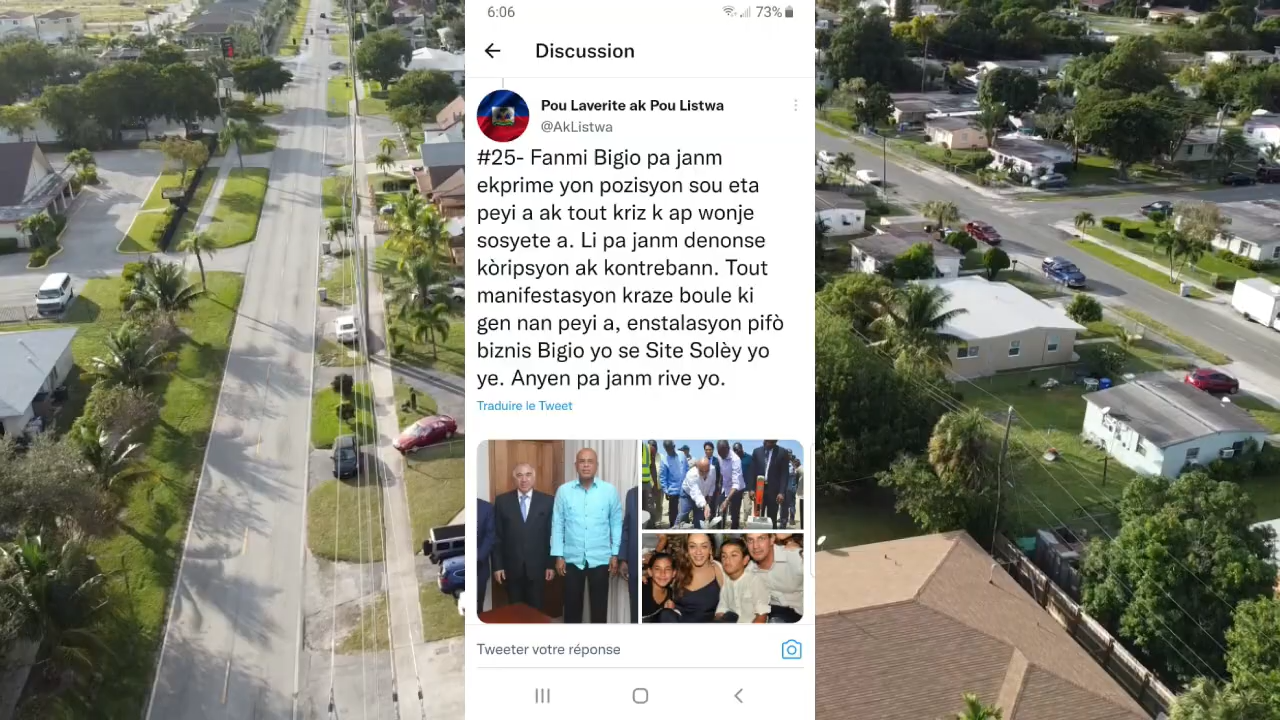 6:06
73%
Discussion
Pou Laverite ak Pou Listwa
@AkListwa
#25- Fanmi Bigio pa janm
ekprime yon pozisyon sou eta
peyi a ak tout kriz k ap wonje
sosyete a. Li pa janm denonse
kòripsyon ak kontrebann. Tout
manifestasyon kraze boule ki
gen nan peyi a, enstalasyon pifò
biznis Bigio yo se Site Solèy yo
ye. Anyen pa janm rive yo.
Traduire le Tweet
Tweeter votre réponse